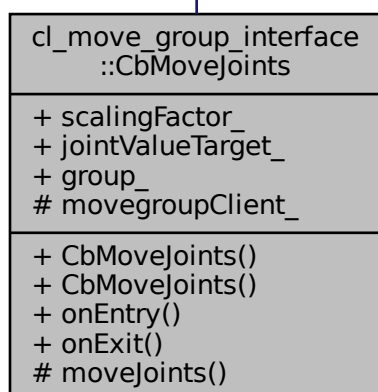 cl_move_group_interface
::CbMoveJoints
+ scalingFactor_
+ jointValueTarget_
+ group_
# movegroupClient_
+ CbMoveJoints()
+ CbMoveJoints()
+ onEntry()
+ onExit()
# moveJoints()